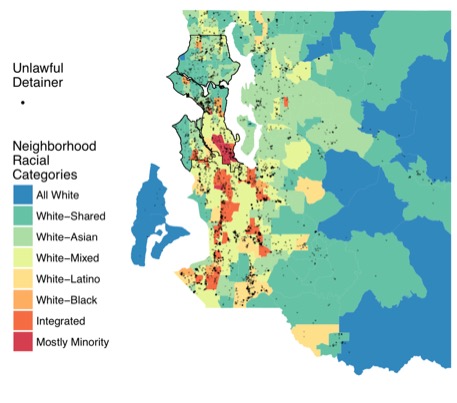 Unlawful
Detainer
Neighborhood
Racial
Categories
All White
White-Shared
White-Asian
White-Mixed
White-Latino
White-Black
Integrated
Mostly Minority